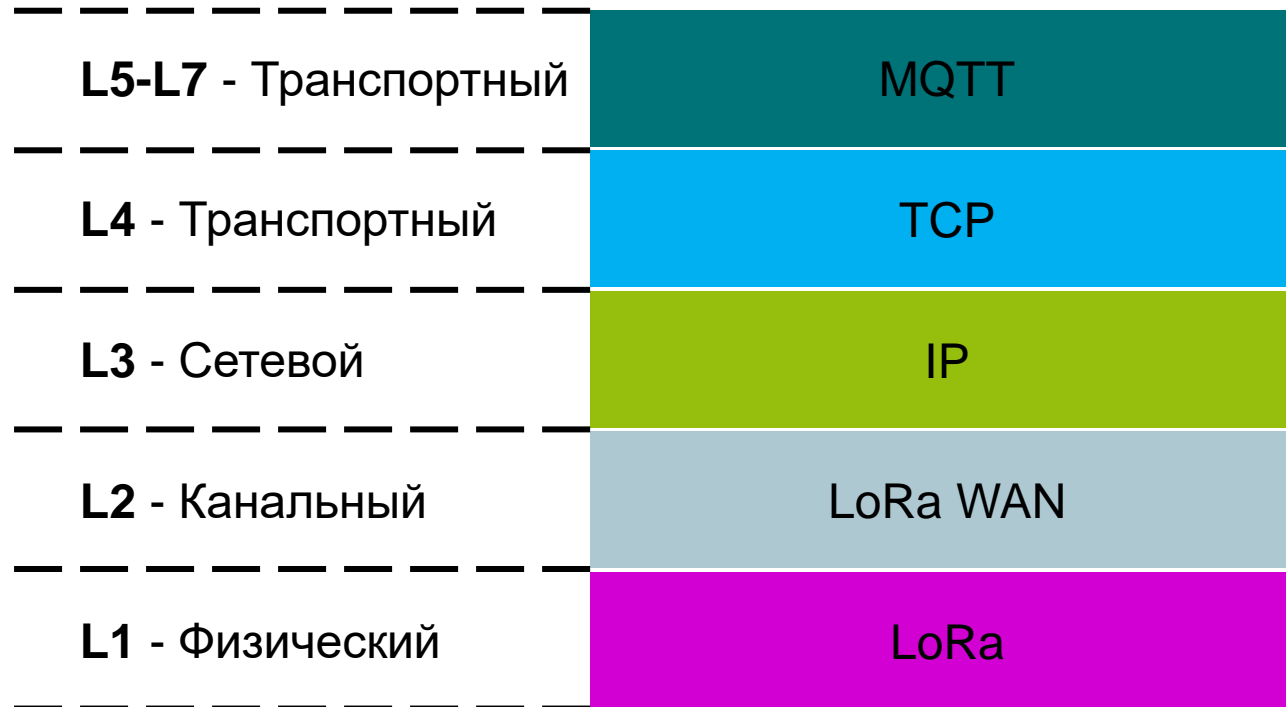 L5-L7 - Транспортный
MQTT
L4 - Транспортный
TCP
L3 - Сетевой
IP
L2 - Канальный
LoRa WAN
L1 - Физический
LoRa